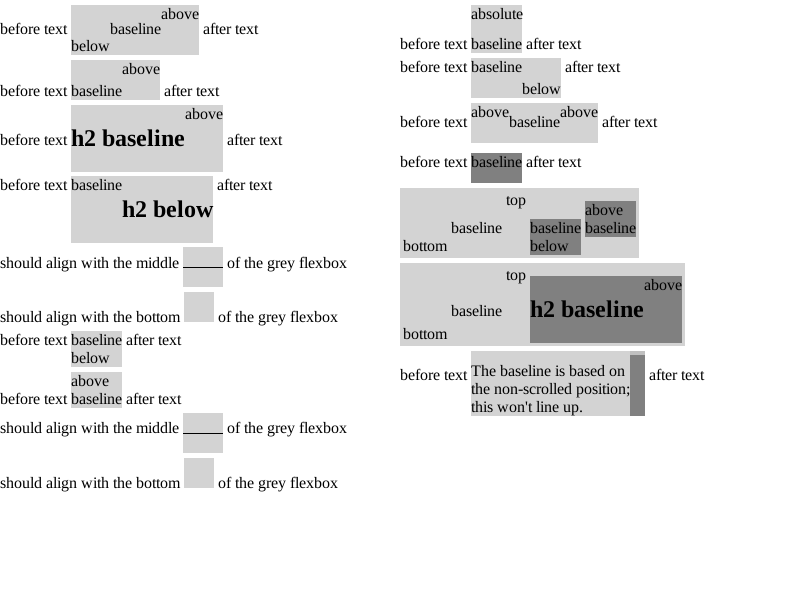 above
before text baseline after text
below
above
before text baseline after text
above
before text h2 baseline after text
before text baseline after text
h2 below
should align with the middle of the grey flexbox
should align with the bottom of the grey flexbox
before text baseline after text
below
above
before text baseline after text
should align with the middle of the grey flexbox
should align with the bottom of the grey flexbox
absolute
before text baseline after text
before text baseline after text
below
above above
before text baseline after text
before text baseline after text
top
above
baseline baseline baseline
bottom below
top
above
baseline h2 baseline
bottom
before text The baseline is based on after text
the non-scrolled position;
this won't line up.